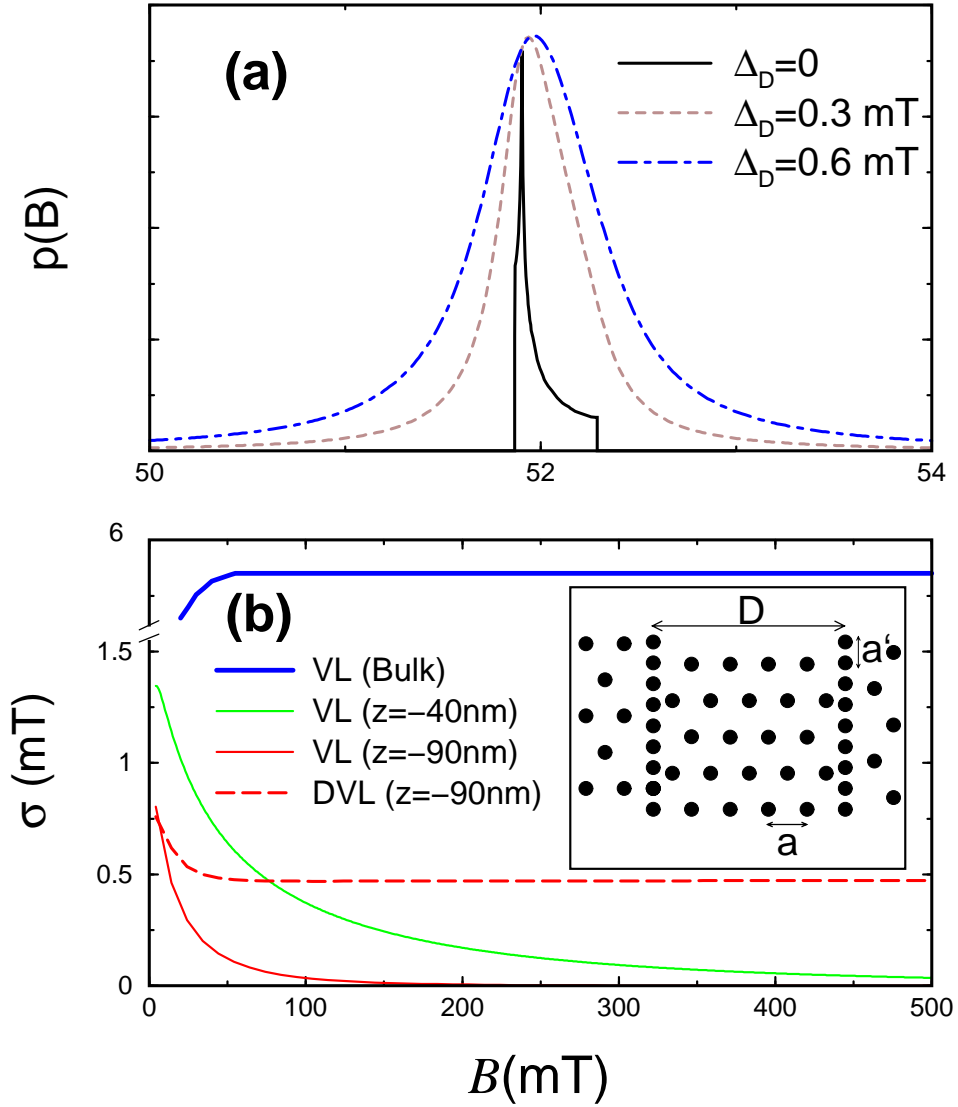 (a)
Δ_D=0
Δ_D=0.3 mT
Δ_D=0.6 mT
p(B)
50 52 54
6
(b)
D
a'
a
1.5
VL (Bulk)
VL (z=−40nm)
VL (z=−90nm)
DVL (z=−90nm)
1
0.5
0
σ (mT)
0 100 200 300 400 500
B(mT)